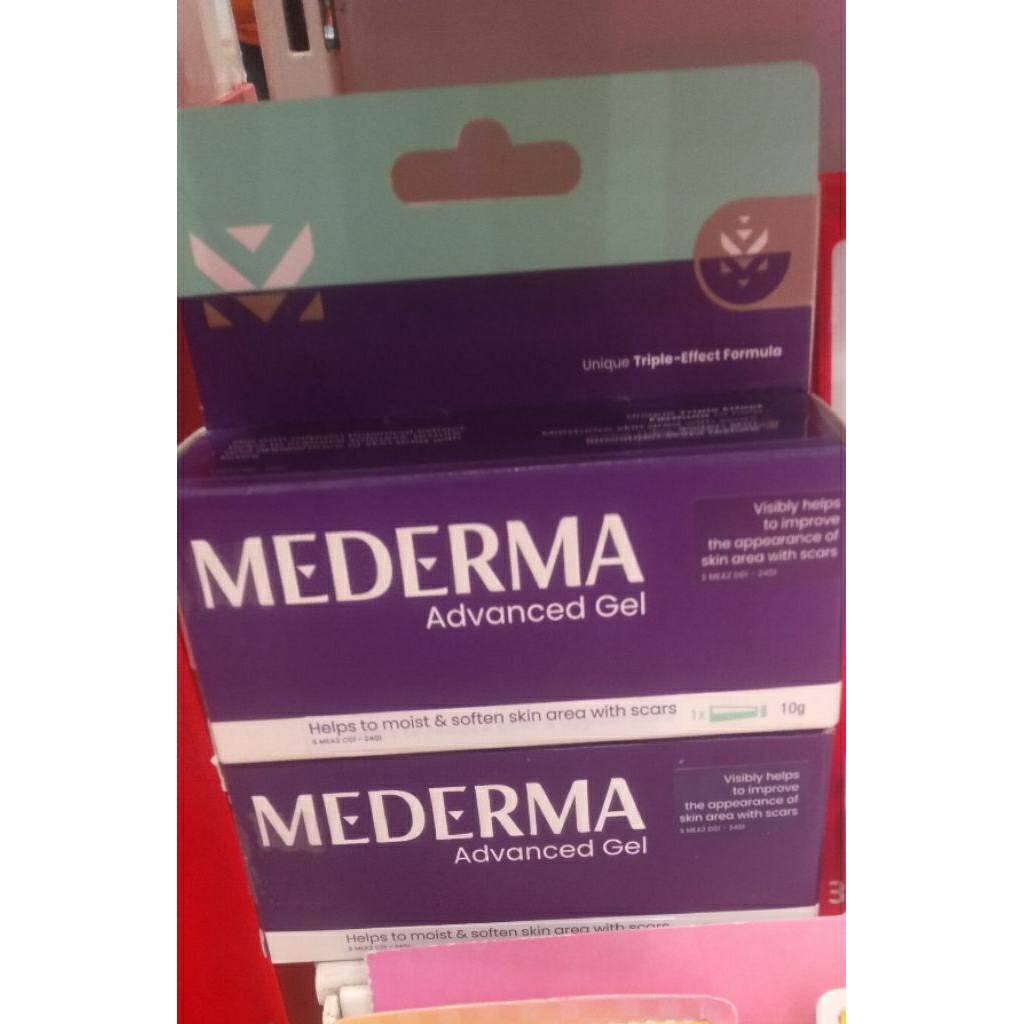 Unique Triple-Effect Formula
MEDERMA
Advanced Gel
Visibly helps
to improve
the appearance of
skin area with scars
Helps to moist & soften skin area with scars
1x
10g
MEDERMA
Advanced Gel
Visibly helps
to improve
the appearance of
skin area with scars
Helps to moist & soften skin area with scars